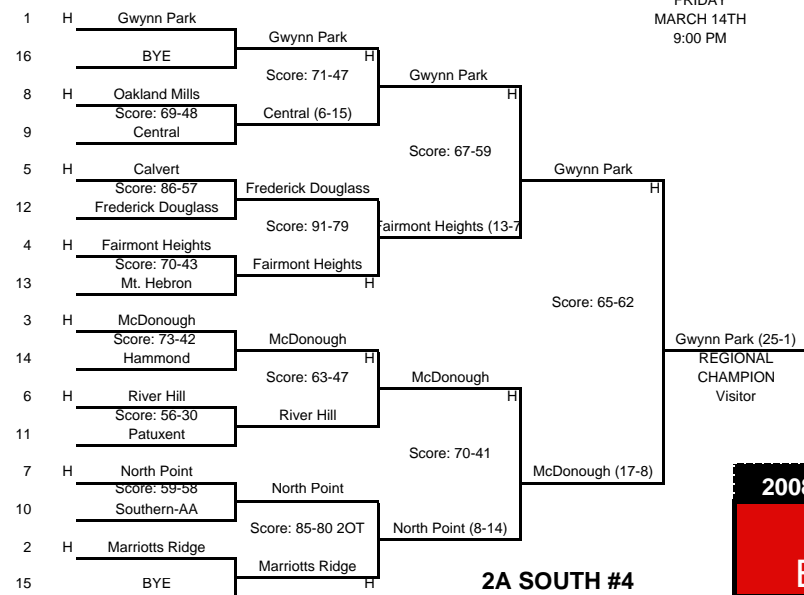 FRIDAY
MARCH 14TH
9:00 PM
1 H Gwynn Park
Gwynn Park
16 BYE
H
Score: 71-47
Gwynn Park
8 H Oakland Mills
H
Score: 69-48
Central (6-15)
9 Central
Score: 67-59
5 H Calvert
Gwynn Park
Score: 86-57
Frederick Douglass
H
12 Frederick Douglass
Score: 91-79
Fairmont Heights (13-7
4 H Fairmont Heights
Score: 70-43
Fairmont Heights
13 Mt. Hebron
H
Score: 65-62
3 H McDonough
Score: 73-42
McDonough
Gwynn Park (25-1)
14 Hammond
H
REGIONAL
CHAMPION
Score: 63-47
McDonough
Visitor
6 H River Hill
H
Score: 56-30
River Hill
11 Patuxent
Score: 70-41
7 H North Point
McDonough (17-8)
Score: 59-58
North Point
2008
10 Southern-AA
Score: 85-80 2OT
North Point (8-14)
2 H Marriotts Ridge
Marriotts Ridge
15 BYE
H
2A SOUTH #4